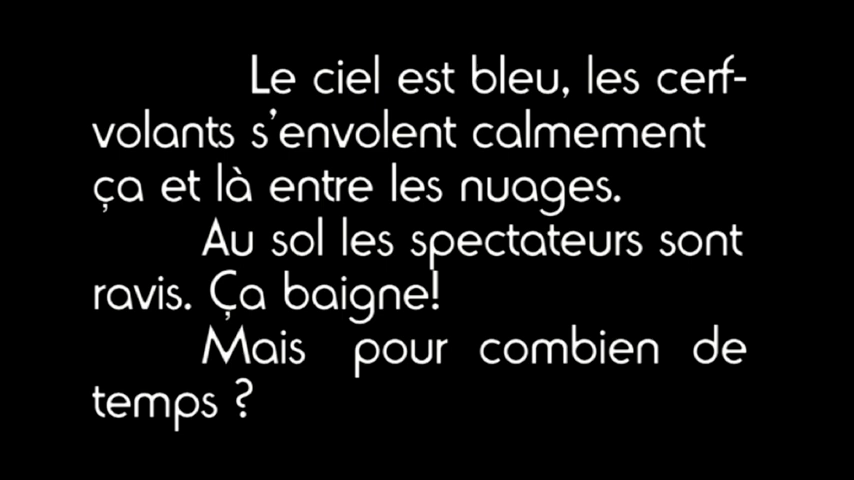 Le ciel est bleu, les cerf-
volants s'envolent calmement
ça et là entre les nuages.
Au sol les spectateurs sont
ravis. Ça baigne!
Mais pour combien de
temps ?